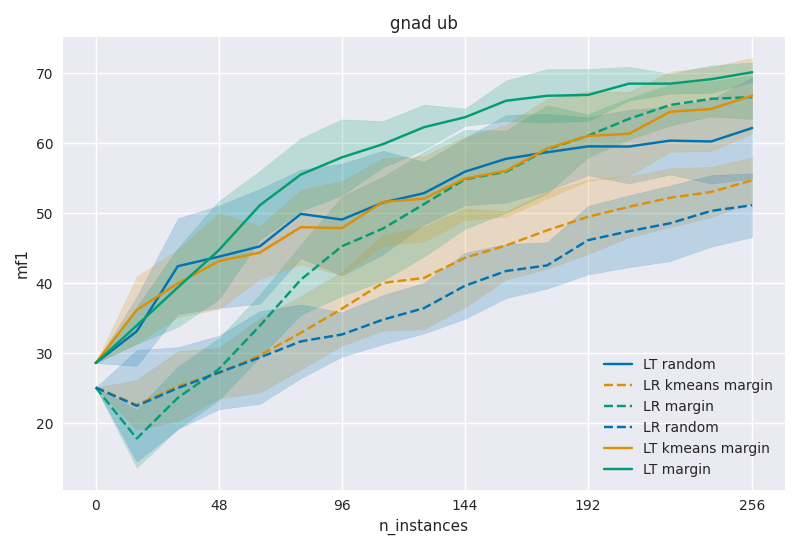 gnad ub
mf1
70
60
50
40
30
20
LT random
LR kmeans margin
LR margin
LR random
LT kmeans margin
LT margin
0 48 96 144 192 256
n_instances